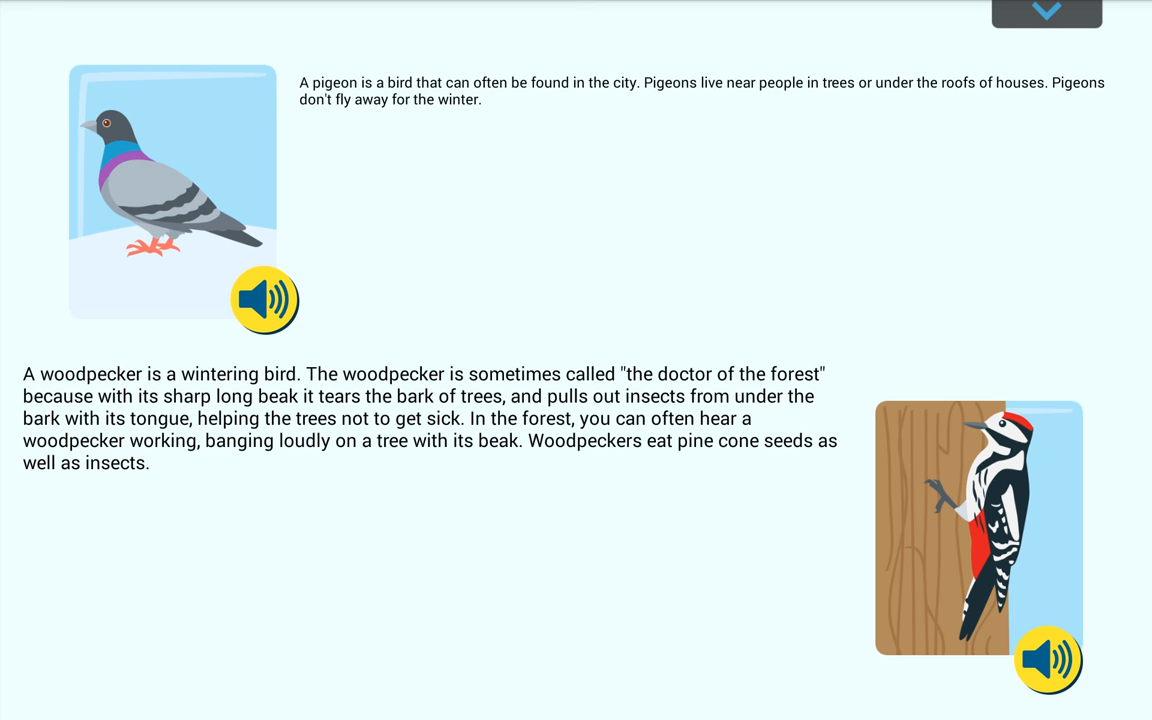 A pigeon is a bird that can often be found in the city. Pigeons live near people in trees or under the roofs of houses. Pigeons
don't fly away for the winter.
A woodpecker is a wintering bird. The woodpecker is sometimes called "the doctor of the forest"
because with its sharp long beak it tears the bark of trees, and pulls out insects from under the
bark with its tongue, helping the trees not to get sick. In the forest, you can often hear a
woodpecker working, banging loudly on a tree with its beak. Woodpeckers eat pine cone seeds as
well as insects.